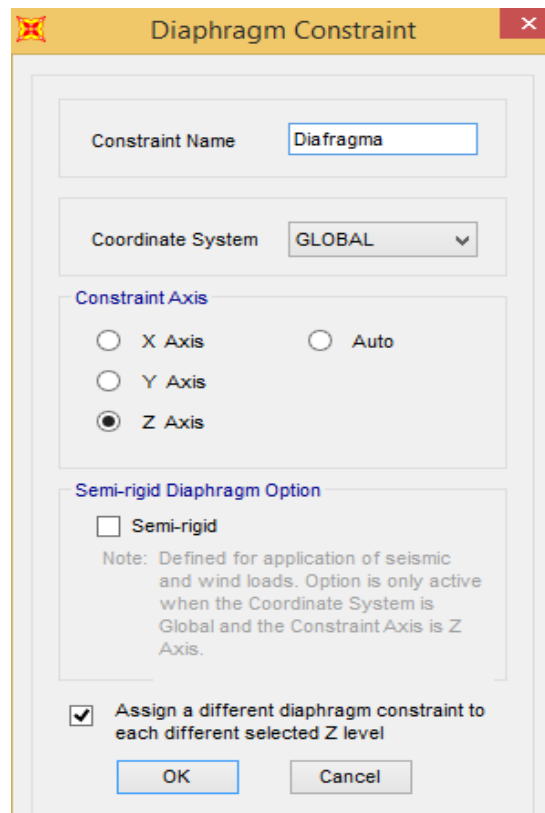 Diaphragm Constraint
Constraint Name
Diafragma
Coordinate System
GLOBAL
Constraint Axis
X Axis
Auto
Y Axis
Z Axis
Semi-rigid Diaphragm Option
Semi-rigid
Note: Defined for application of seismic
and wind loads. Option is only active
when the Coordinate System is
Global and the Constraint Axis is Z
Axis.
Assign a different diaphragm constraint to
each different selected Z level
OK
Cancel